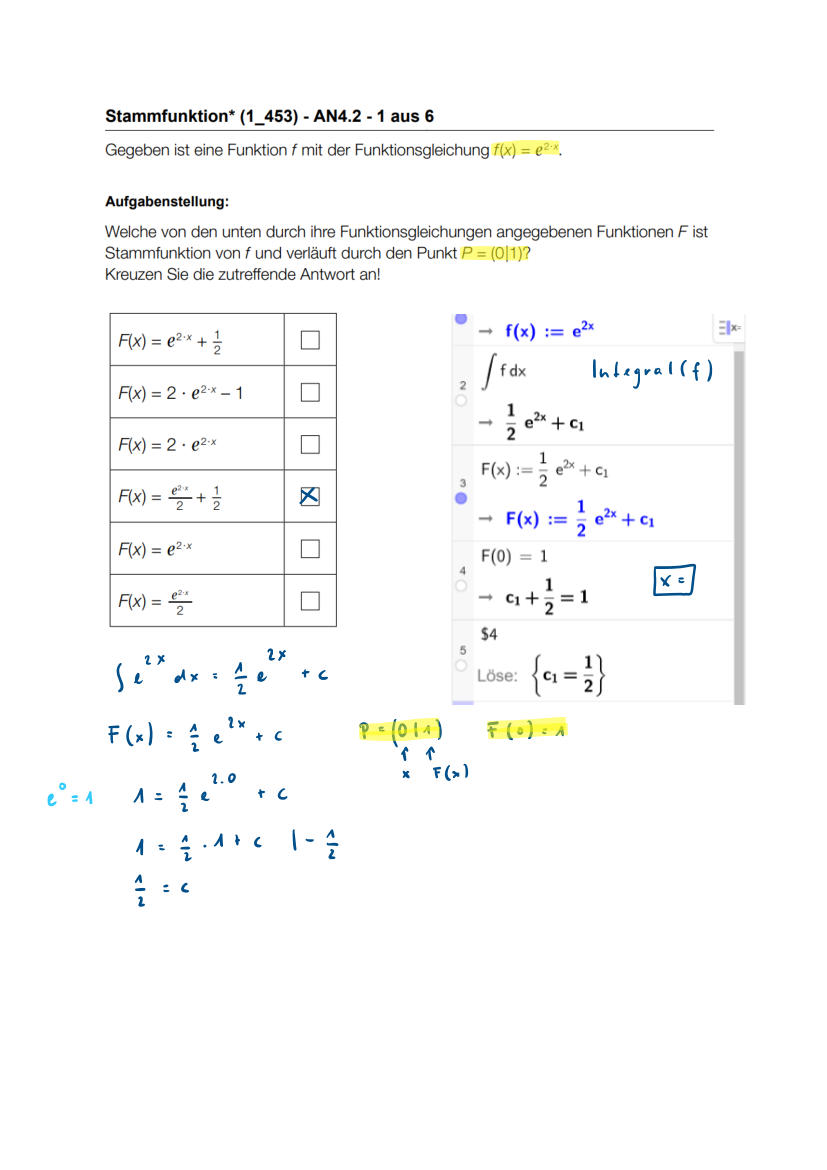 Stammfunktion* (1_453) - AN4.2 - 1 aus 6
Gegeben ist eine Funktion f mit der Funktionsgleichung f(x) = e^{2·x}.
Aufgabenstellung:
Welche von den unten durch ihre Funktionsgleichungen angegebenen Funktionen F ist
Stammfunktion von f und verläuft durch den Punkt P = (0|1)?
Kreuzen Sie die zutreffende Antwort an!
F(x) = e^{2·x} + 1/2
F(x) = 2 · e^{2·x} – 1
F(x) = 2 · e^{2·x}
F(x) = e^{2·x}/2 + 1/2
F(x) = e^{2·x}
F(x) = e^{2·x}/2
→ f(x) := e^{2x}
x=
2
∫ f dx
Integral(f)
→ 1/2 e^{2x} + c₁
3
F(x) := 1/2 e^{2x} + c₁
→ F(x) := 1/2 e^{2x} + c₁
4
F(0) = 1
→ c₁ + 1/2 = 1
x =
5
$4
Löse: {c₁ = 1/2}
∫ e^{2x} dx = 1/2 e^{2x} + c
F(x) = 1/2 e^{2x} + c
P = (0|1)
F(0) = 1
↑ ↑
x F(x)
e^0 = 1
1 = 1/2 e^{2·0} + c
1 = 1/2 · 1 + c | - 1/2
1/2 = c